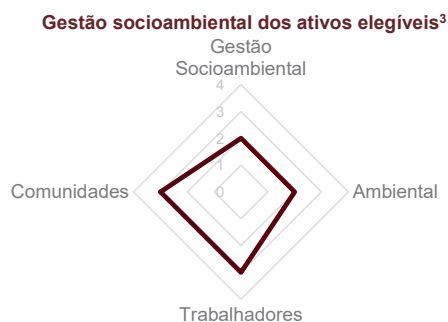 Gestão socioambiental dos ativos elegíveis³
Gestão
Socioambiental
4
3
2
1
0
Comunidades
Ambiental
Trabalhadores